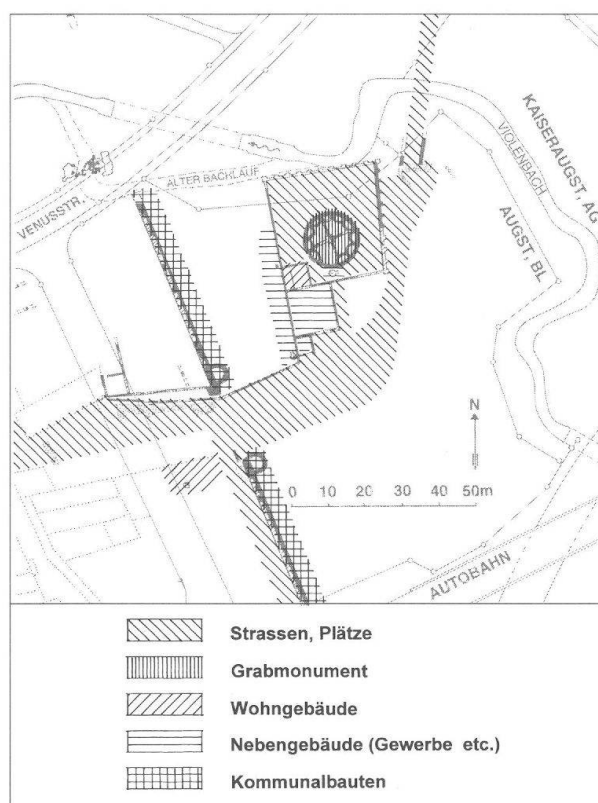 KAISERAUGST, AG
VIOLENBACH
AUGST, BL
ALTER BACHLAUF
VENUSSTR.
N
0 10 20 30 40 50m
AUTOBAHN
Strassen, Plätze
Grabmonument
Wohngebäude
Nebengebäude (Gewerbe etc.)
Kommunalbauten